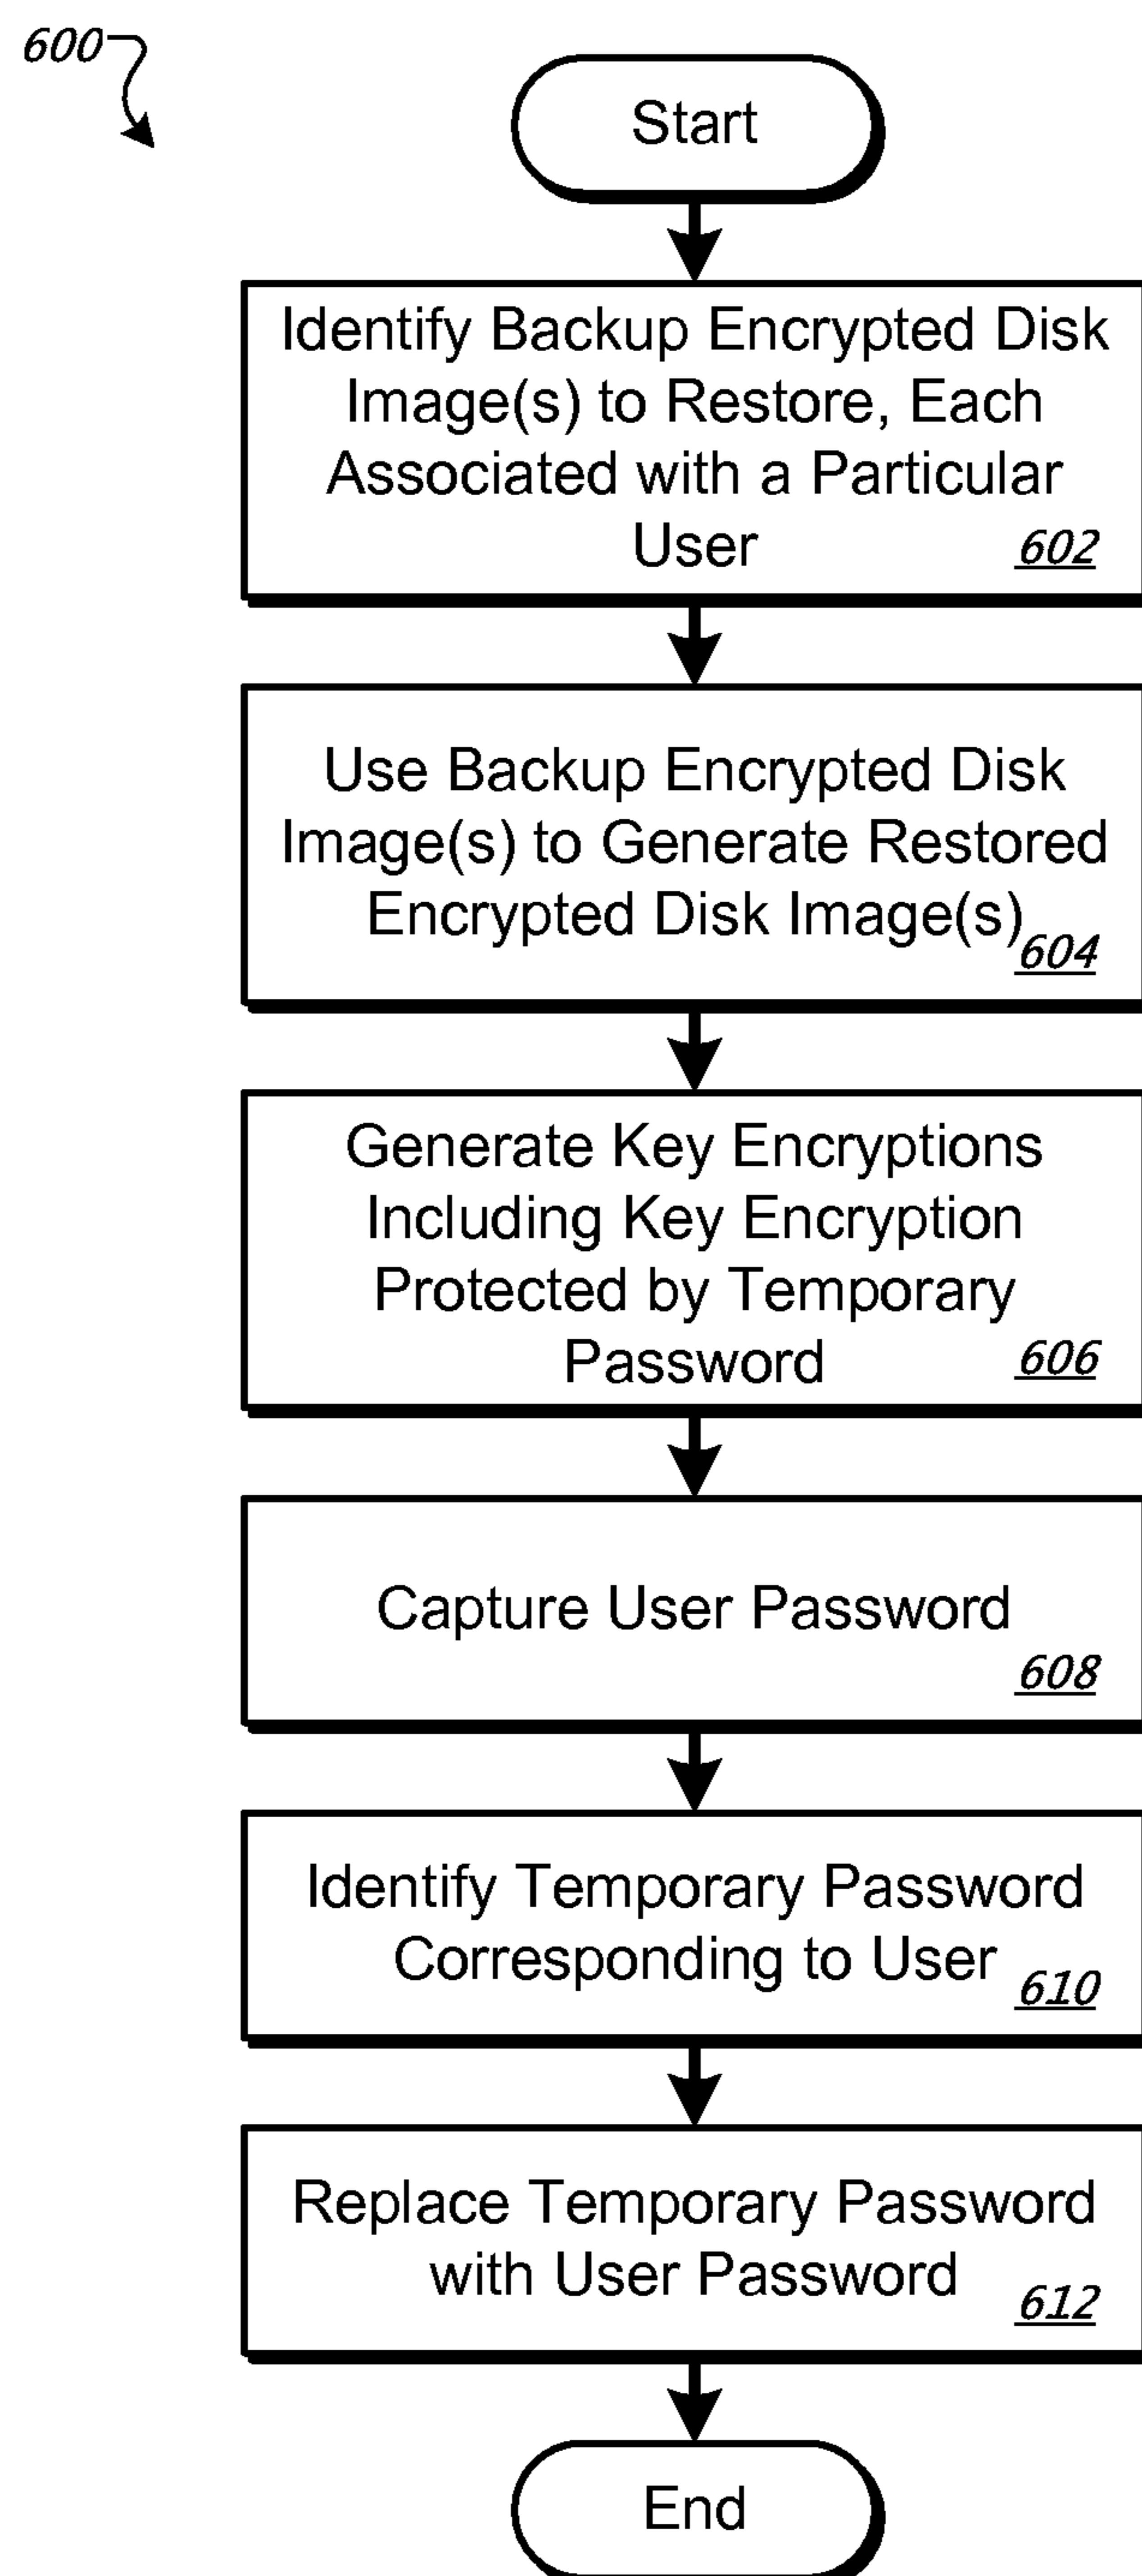 600
Start
Identify Backup Encrypted Disk
Image(s) to Restore, Each
Associated with a Particular
User 602
Use Backup Encrypted Disk
Image(s) to Generate Restored
Encrypted Disk Image(s)
604
Generate Key Encryptions
Including Key Encryption
Protected by Temporary
Password 606
Capture User Password
608
Identify Temporary Password
Corresponding to User
610
Replace Temporary Password
with User Password
612
End